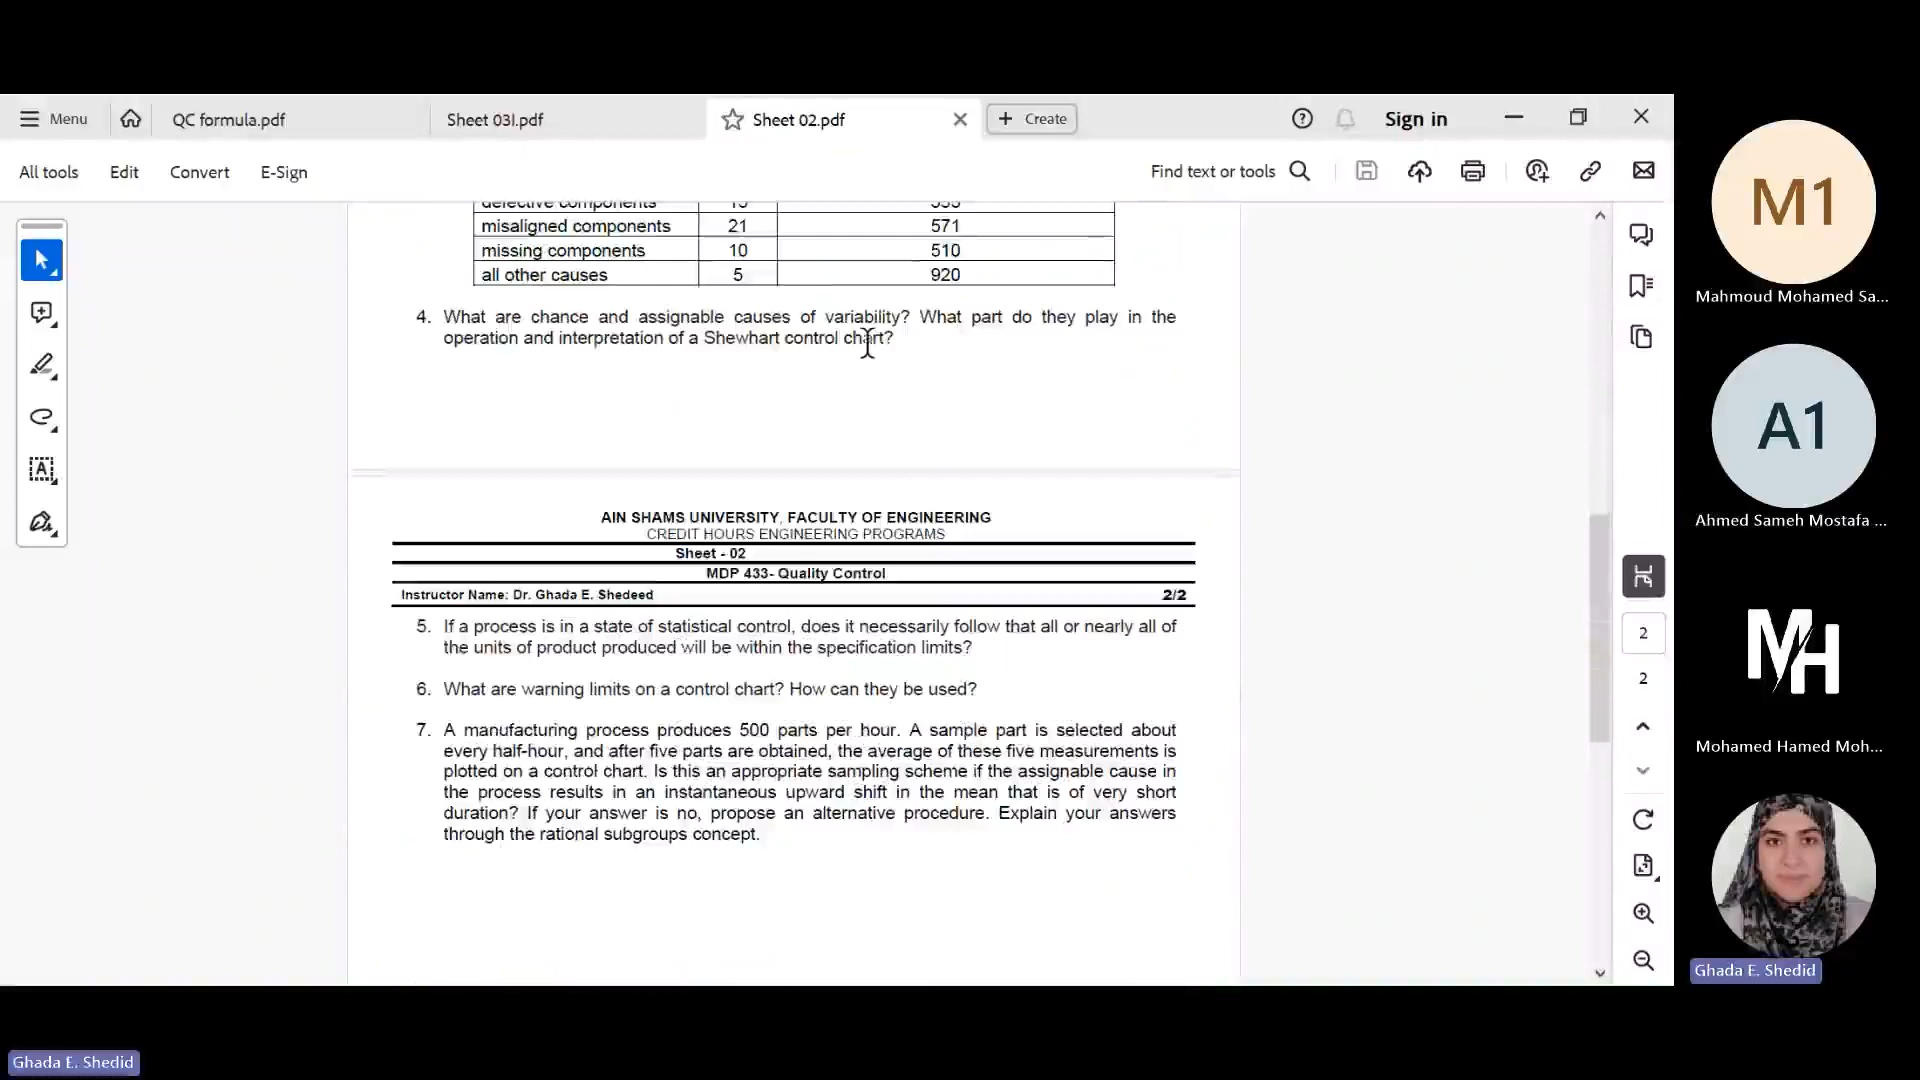 Menu
QC formula.pdf
Sheet 03I.pdf
Sheet 02.pdf
Create
Sign in
All tools
Edit
Convert
E-Sign
Find text or tools
defective components 15
misaligned components 21 571
missing components 10 510
all other causes 5 920
4. What are chance and assignable causes of variability? What part do they play in the
operation and interpretation of a Shewhart control chart?
AIN SHAMS UNIVERSITY, FACULTY OF ENGINEERING
CREDIT HOURS ENGINEERING PROGRAMS
Sheet - 02
MDP 433- Quality Control
Instructor Name: Dr. Ghada E. Shedeed 2/2
5. If a process is in a state of statistical control, does it necessarily follow that all or nearly all of
the units of product produced will be within the specification limits?
6. What are warning limits on a control chart? How can they be used?
7. A manufacturing process produces 500 parts per hour. A sample part is selected about
every half-hour, and after five parts are obtained, the average of these five measurements is
plotted on a control chart. Is this an appropriate sampling scheme if the assignable cause in
the process results in an instantaneous upward shift in the mean that is of very short
duration? If your answer is no, propose an alternative procedure. Explain your answers
through the rational subgroups concept.
2
2
M1
Mahmoud Mohamed Sa...
A1
Ahmed Sameh Mostafa ...
MH
Mohamed Hamed Moh...
Ghada E. Shedid
Ghada E. Shedid